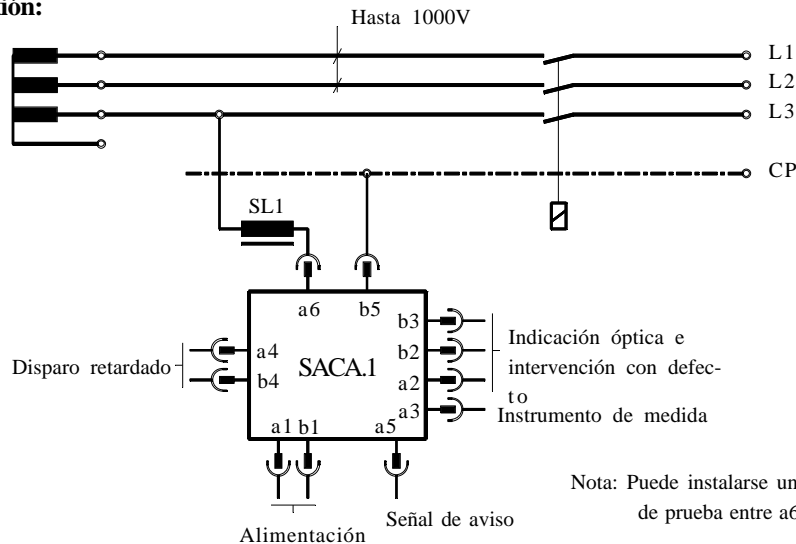 ión:
Hasta 1000V
L1
L2
L3
CP
SL1
a6 b5
b3
b2
a2
a3
a4
b4
SACA.1
a1 b1 a5
Disparo retardado
Indicación óptica e
intervención con defec-
to
Instrumento de medida
Alimentación
Señal de aviso
Nota: Puede instalarse un
de prueba entre a6